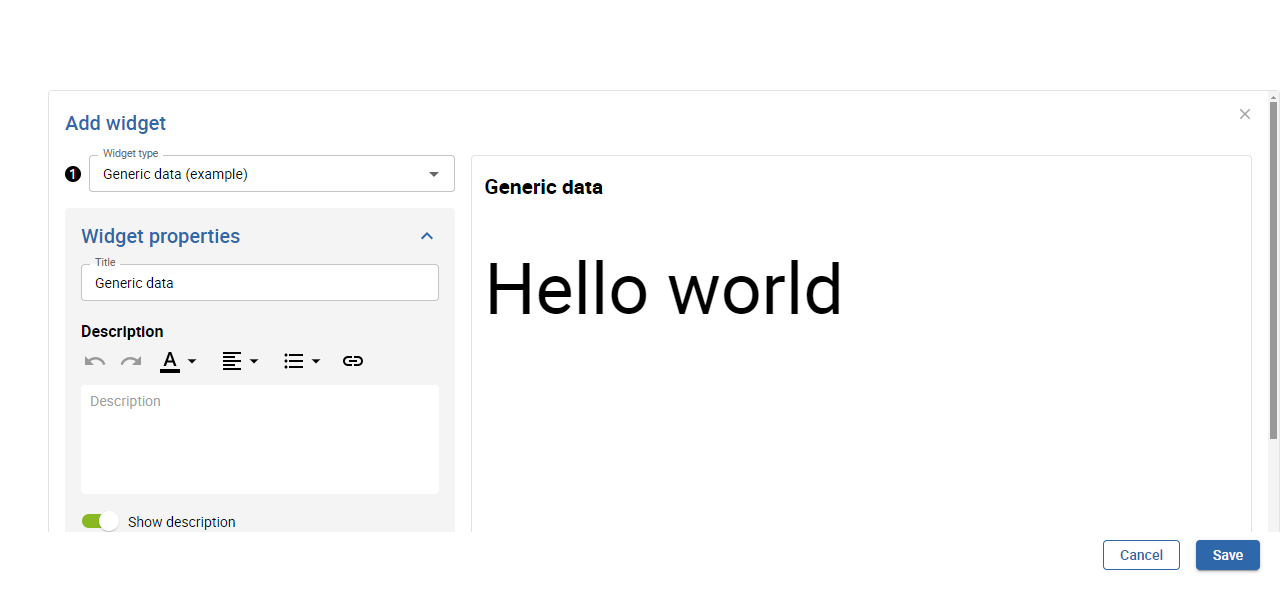 Add widget
Widget type
1
Generic data (example)
Widget properties
Title
Generic data
Description
A
Description
Show description
Generic data
Hello world
Cancel
Save